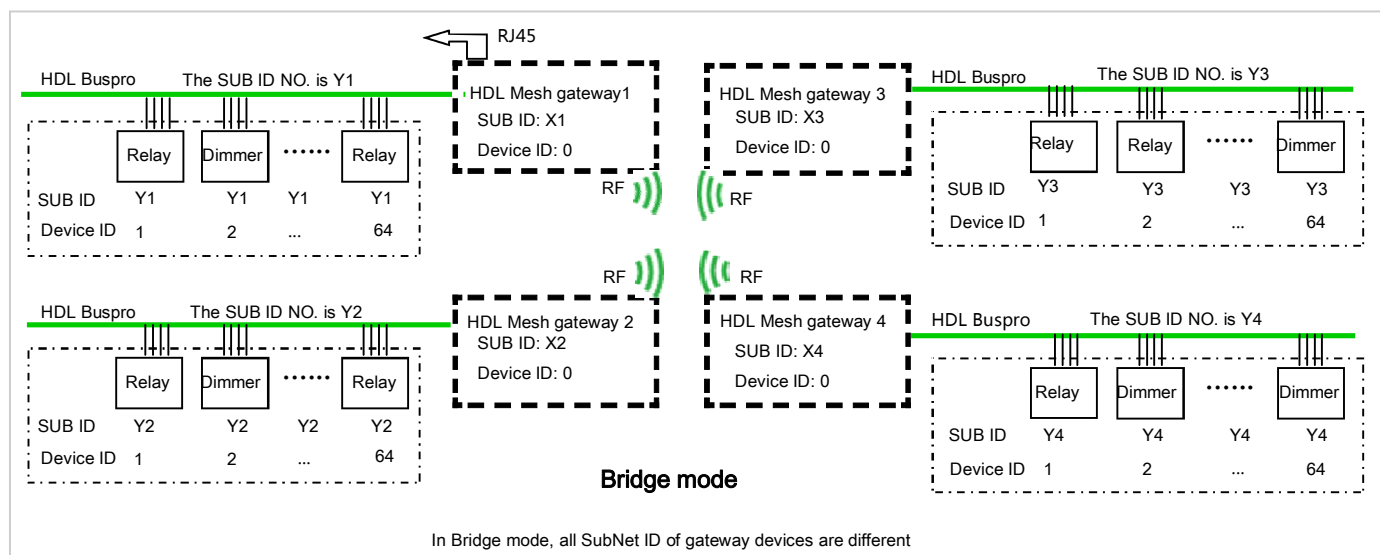 RJ45
HDL Buspro The SUB ID NO. is Y1
HDL Mesh gateway1
SUB ID: X1
Device ID: 0
Relay Dimmer ...... Relay
SUB ID Y1 Y1 Y1 Y1
Device ID 1 2 ... 64
RF
HDL Mesh gateway 3
SUB ID: X3
Device ID: 0
RF
HDL Buspro The SUB ID NO. is Y3
Relay Relay ...... Dimmer
SUB ID Y3 Y3 Y3 Y3
Device ID 1 2 ... 64
RF
HDL Buspro The SUB ID NO. is Y2
HDL Mesh gateway 2
SUB ID: X2
Device ID: 0
Relay Dimmer ...... Relay
SUB ID Y2 Y2 Y2 Y2
Device ID 1 2 ... 64
RF
HDL Mesh gateway 4
SUB ID: X4
Device ID: 0
HDL Buspro The SUB ID NO. is Y4
Relay Dimmer ...... Dimmer
SUB ID Y4 Y4 Y4 Y4
Device ID 1 2 ... 64
Bridge mode
In Bridge mode, all SubNet ID of gateway devices are different